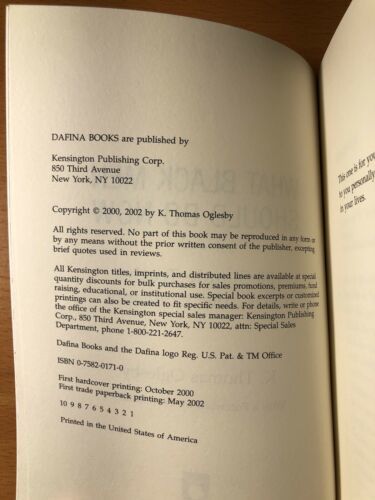 DAFINA BOOKS are published by
Kensington Publishing Corp.
850 Third Avenue
New York, NY 10022
Copyright © 2000, 2002 by K. Thomas Oglesby
All rights reserved. No part of this book may be reproduced in any form or
by any means without the prior written consent of the publisher, excepting
brief quotes used in reviews.
All Kensington titles, imprints, and distributed lines are available at special
quantity discounts for bulk purchases for sales promotions, premiums, fund
raising, educational, or institutional use. Special book excerpts or customized
printings can also be created to fit specific needs. For details, write or phone
the office of the Kensington special sales manager: Kensington Publishing
Corp., 850 Third Avenue, New York, NY 10022, attn: Special Sales
Department, phone 1-800-221-2647.
Dafina Books and the Dafina logo Reg. U.S. Pat. & TM Office
ISBN 0-7582-0171-0
First hardcover printing: October 2000
First trade paperback printing: May 2002
10 9 8 7 6 5 4 3 2 1
Printed in the United States of America
This one is for you
to you personally
in your lives.